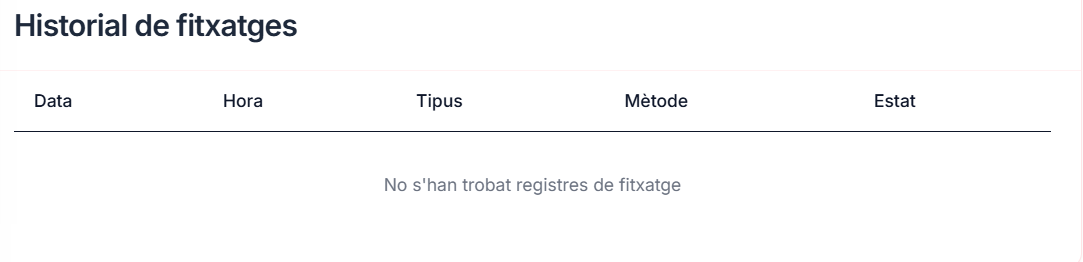 Historial de fitxatges
Data Hora Tipus Mètode Estat
No s'han trobat registres de fitxatge